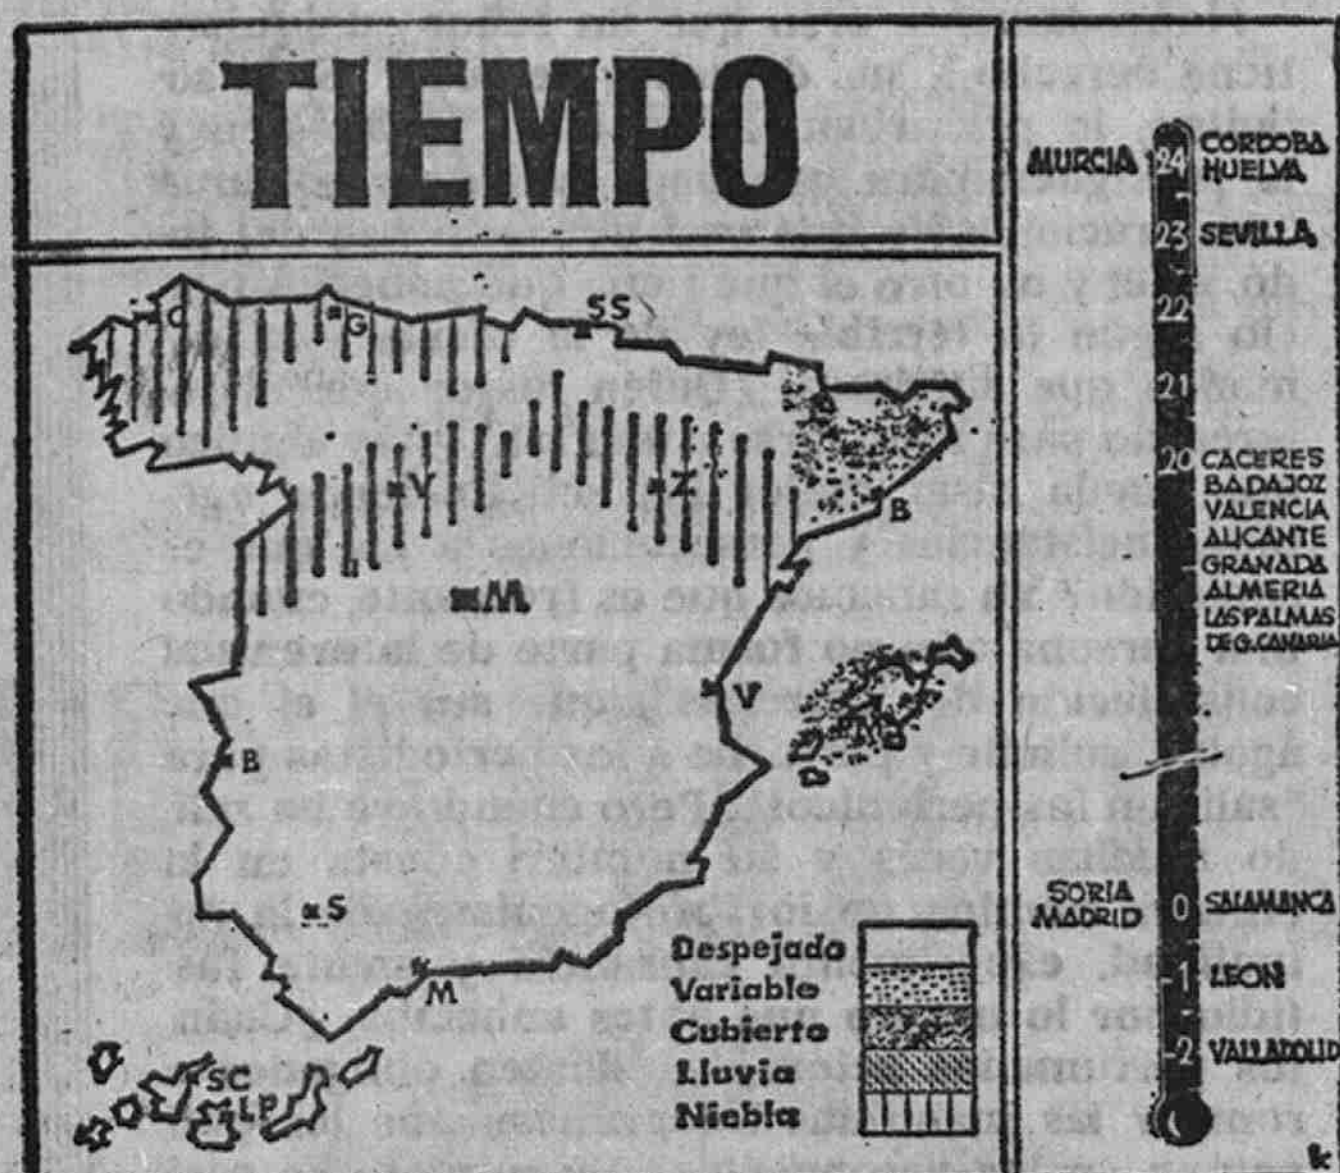 TIEMPO
C
G
SS
V
Z
B
M
V
B
S
M
SC
LP
Despejado
Variable
Cubierto
Lluvia
Niebla
MURCIA 24 CORDOBA
HUELVA
23 SEVILLA
22
21
20 CACERES
BADAJOZ
VALENCIA
ALICANTE
GRANADA
ALMERIA
LAS PALMAS
DE G. CANARIA
SORIA
MADRID 0 SALAMANCA
-1 LEON
-2 VALLADOLID